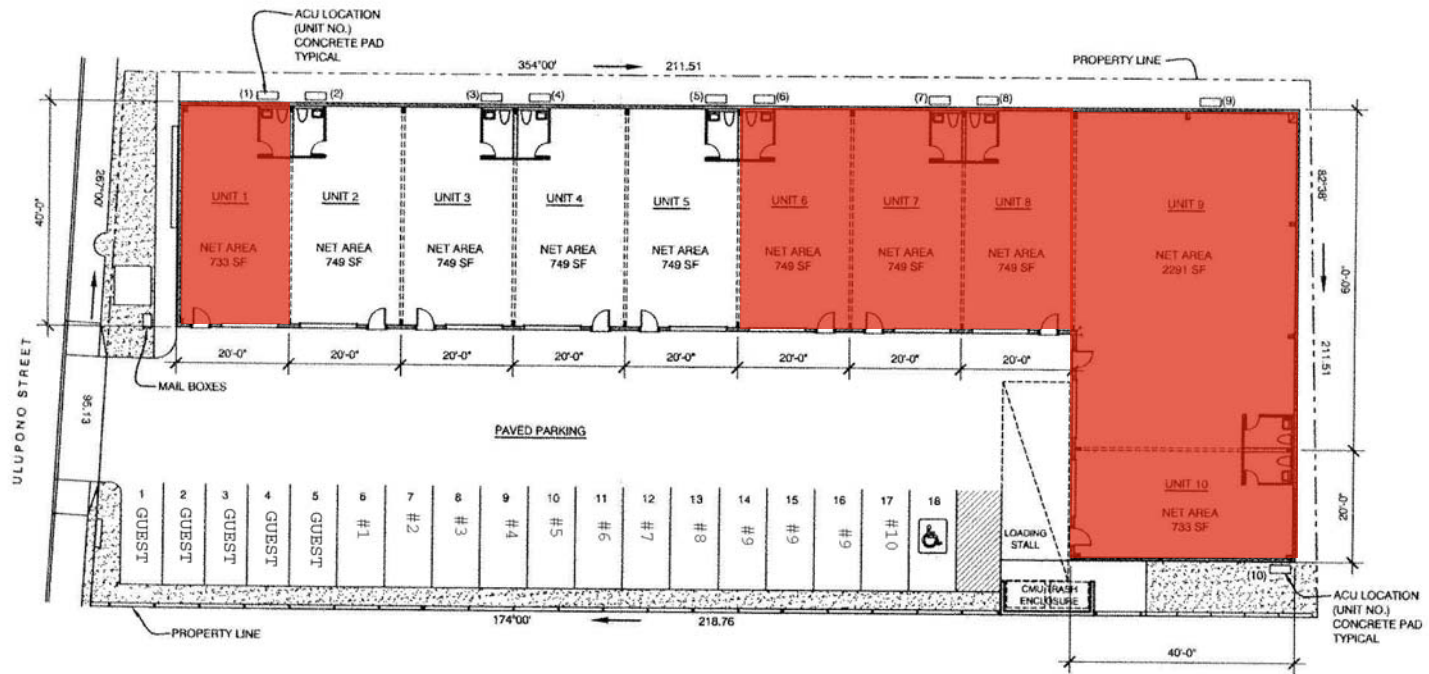 ACU LOCATION
(UNIT NO.)
CONCRETE PAD
TYPICAL
354°00' 211.51
PROPERTY LINE
(1) (2) (3) (4) (5) (6) (7) (8) (9)
40'-0"
267°00'
UNIT 1
NET AREA
733 SF
UNIT 2
NET AREA
749 SF
UNIT 3
NET AREA
749 SF
UNIT 4
NET AREA
749 SF
UNIT 5
NET AREA
749 SF
UNIT 6
NET AREA
749 SF
UNIT 7
NET AREA
749 SF
UNIT 8
NET AREA
749 SF
UNIT 9
NET AREA
2291 SF
82°38'
60'-0"
211.51
20'-0" 20'-0" 20'-0" 20'-0" 20'-0" 20'-0" 20'-0" 20'-0"
MAIL BOXES
ULUPONO STREET
95.13
PAVED PARKING
UNIT 10
NET AREA
733 SF
20'-0"
1 2 3 4 5 6 7 8 9 10 11 12 13 14 15 16 17 18
GUEST GUEST GUEST GUEST GUEST #1 #2 #3 #4 #5 #6 #7 #8 #9 #9 #9 #10
LOADING
STALL
CMU TRASH
ENCLOSURE
(10)
ACU LOCATION
(UNIT NO.)
CONCRETE PAD
TYPICAL
PROPERTY LINE
174°00' 218.76
40'-0"